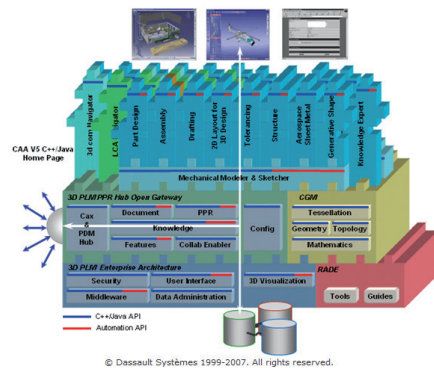 CAA V5 C++/Java
Home Page
3d com Navigator
LCA Navigator
Part Design
Assembly
Drafting
2D Layout for
3D Design
Tolerancing
Structure
Aerospace
Sheet Metal
Generative Shape
Knowledge Expert
Mechanical Modeler & Sketcher
3D PLM PPR Hub Open Gateway
CGM
Cax
&
PDM
Hub
Document
PPR
Knowledge
Features
Collab Enabler
Config
Tessellation
Geometry
Topology
Mathematics
3D PLM Enterprise Architecture
RADE
Security
User Interface
3D Visualization
Middleware
Data Administration
Tools
Guides
C++/Java API
Automation API
© Dassault Systèmes 1999-2007. All rights reserved.